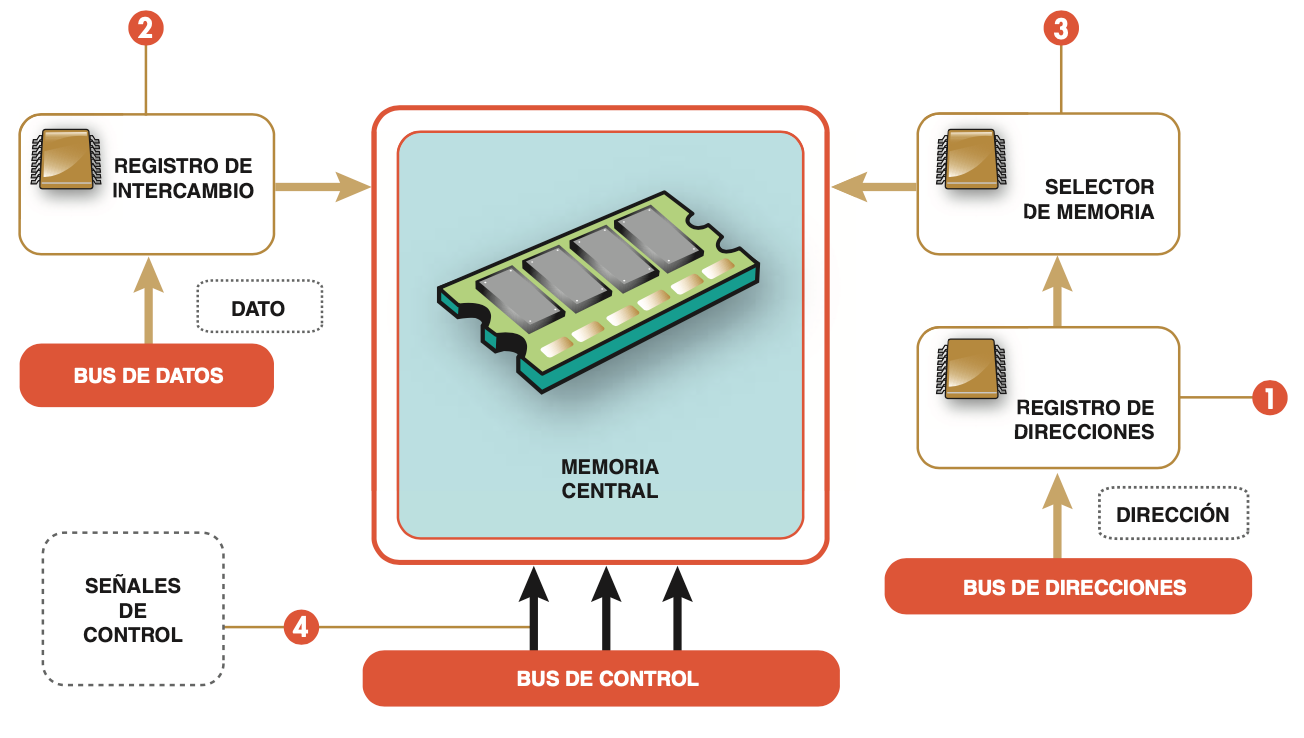 2
3
REGISTRO DE
INTERCAMBIO
SELECTOR
DE MEMORIA
DATO
BUS DE DATOS
1
REGISTRO DE
DIRECCIONES
MEMORIA
CENTRAL
DIRECCIÓN
SEÑALES
DE
CONTROL
4
BUS DE DIRECCIONES
BUS DE CONTROL